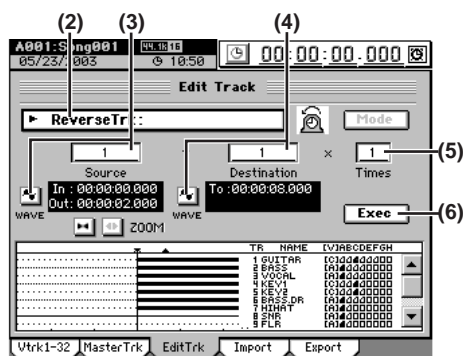 (2) (3) (4)
A001:Song001 44.1k 16
05/23/2003 10:50 00:00:00.000
Edit Track
ReverseTr.: Mode
1 1 × 1 (5)
Source Destination Times
In : 00:00:00.000 To : 00:00:08.000
Out: 00:00:02.000
WAVE WAVE Exec (6)
ZOOM
TR NAME [V]ABCDEFGH
1 GUITAR [C]
2 BASS [A]
3 VOCAL [A]
4 KEY1 [C]
5 KEY2 [C]
6 BASS.DR [A]
7 HIHAT [A]
8 SNR [A]
9 FLR [A]
Vtrk1-32 MasterTrk EditTrk Import Export